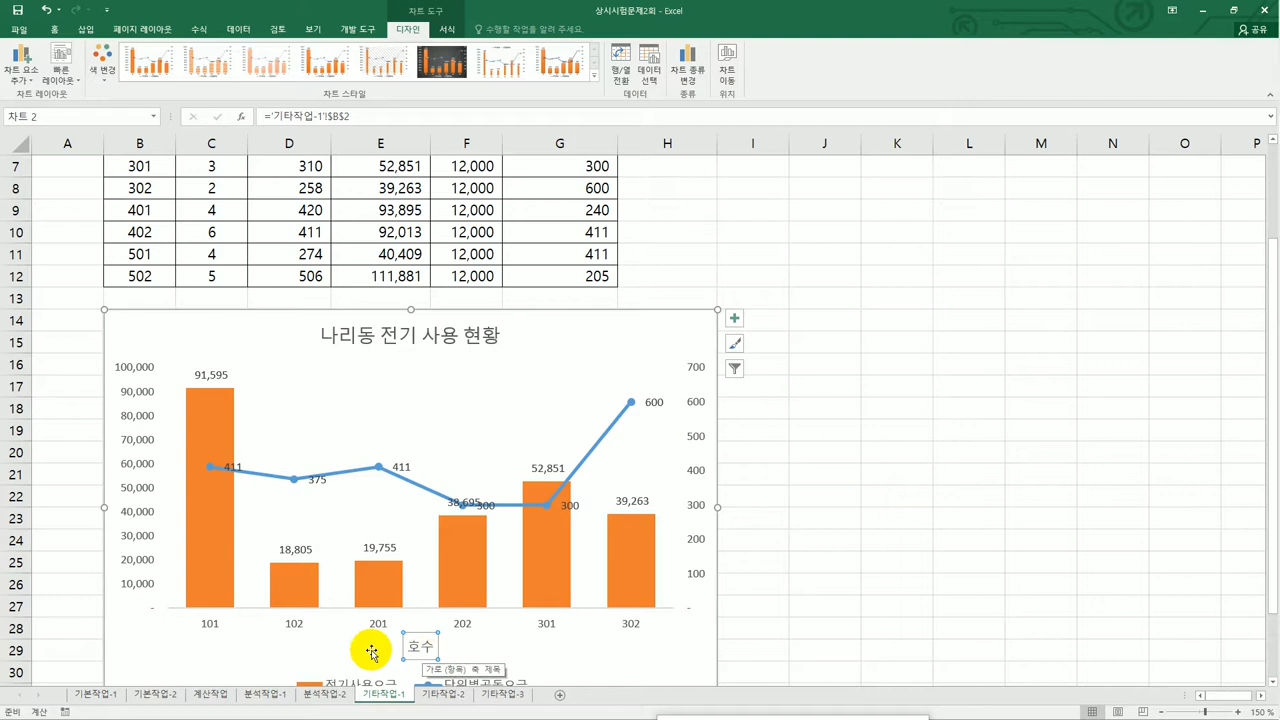 차트 도구
상시시험문제2회 - Excel
파일 홈 삽입 페이지 레이아웃 수식 데이터 검토 보기 개발 도구 디자인 서식 수행할 작업을 알려 주세요. 공유
차트 요소 추가 빠른 레이아웃 색 변경 행/열 전환 데이터 선택 차트 종류 변경 차트 이동
차트 레이아웃 차트 스타일 데이터 종류 위치
차트 2 ='기타작업-1'!$B$2
A B C D E F G H I J K L M N O P
7 301 3 310 52,851 12,000 300
8 302 2 258 39,263 12,000 600
9 401 4 420 93,895 12,000 240
10 402 6 411 92,013 12,000 411
11 501 4 274 40,409 12,000 411
12 502 5 506 111,881 12,000 205
13
14
15
16
17
18
19
20
21
22
23
24
25
26
27
28
29
30
나리동 전기 사용 현황
100,000
90,000
80,000
70,000
60,000
50,000
40,000
30,000
20,000
10,000
-
700
600
500
400
300
200
100
-
91,595 18,805 19,755 38,695 52,851 39,263
411 375 411 300 300 600
101 102 201 202 301 302
호수
가로 (항목) 축 제목
전기사용요금 단위별공동요금
기본작업-1 기본작업-2 계산작업 분석작업-1 분석작업-2 기타작업-1 기타작업-2 기타작업-3
준비 계산 150 %